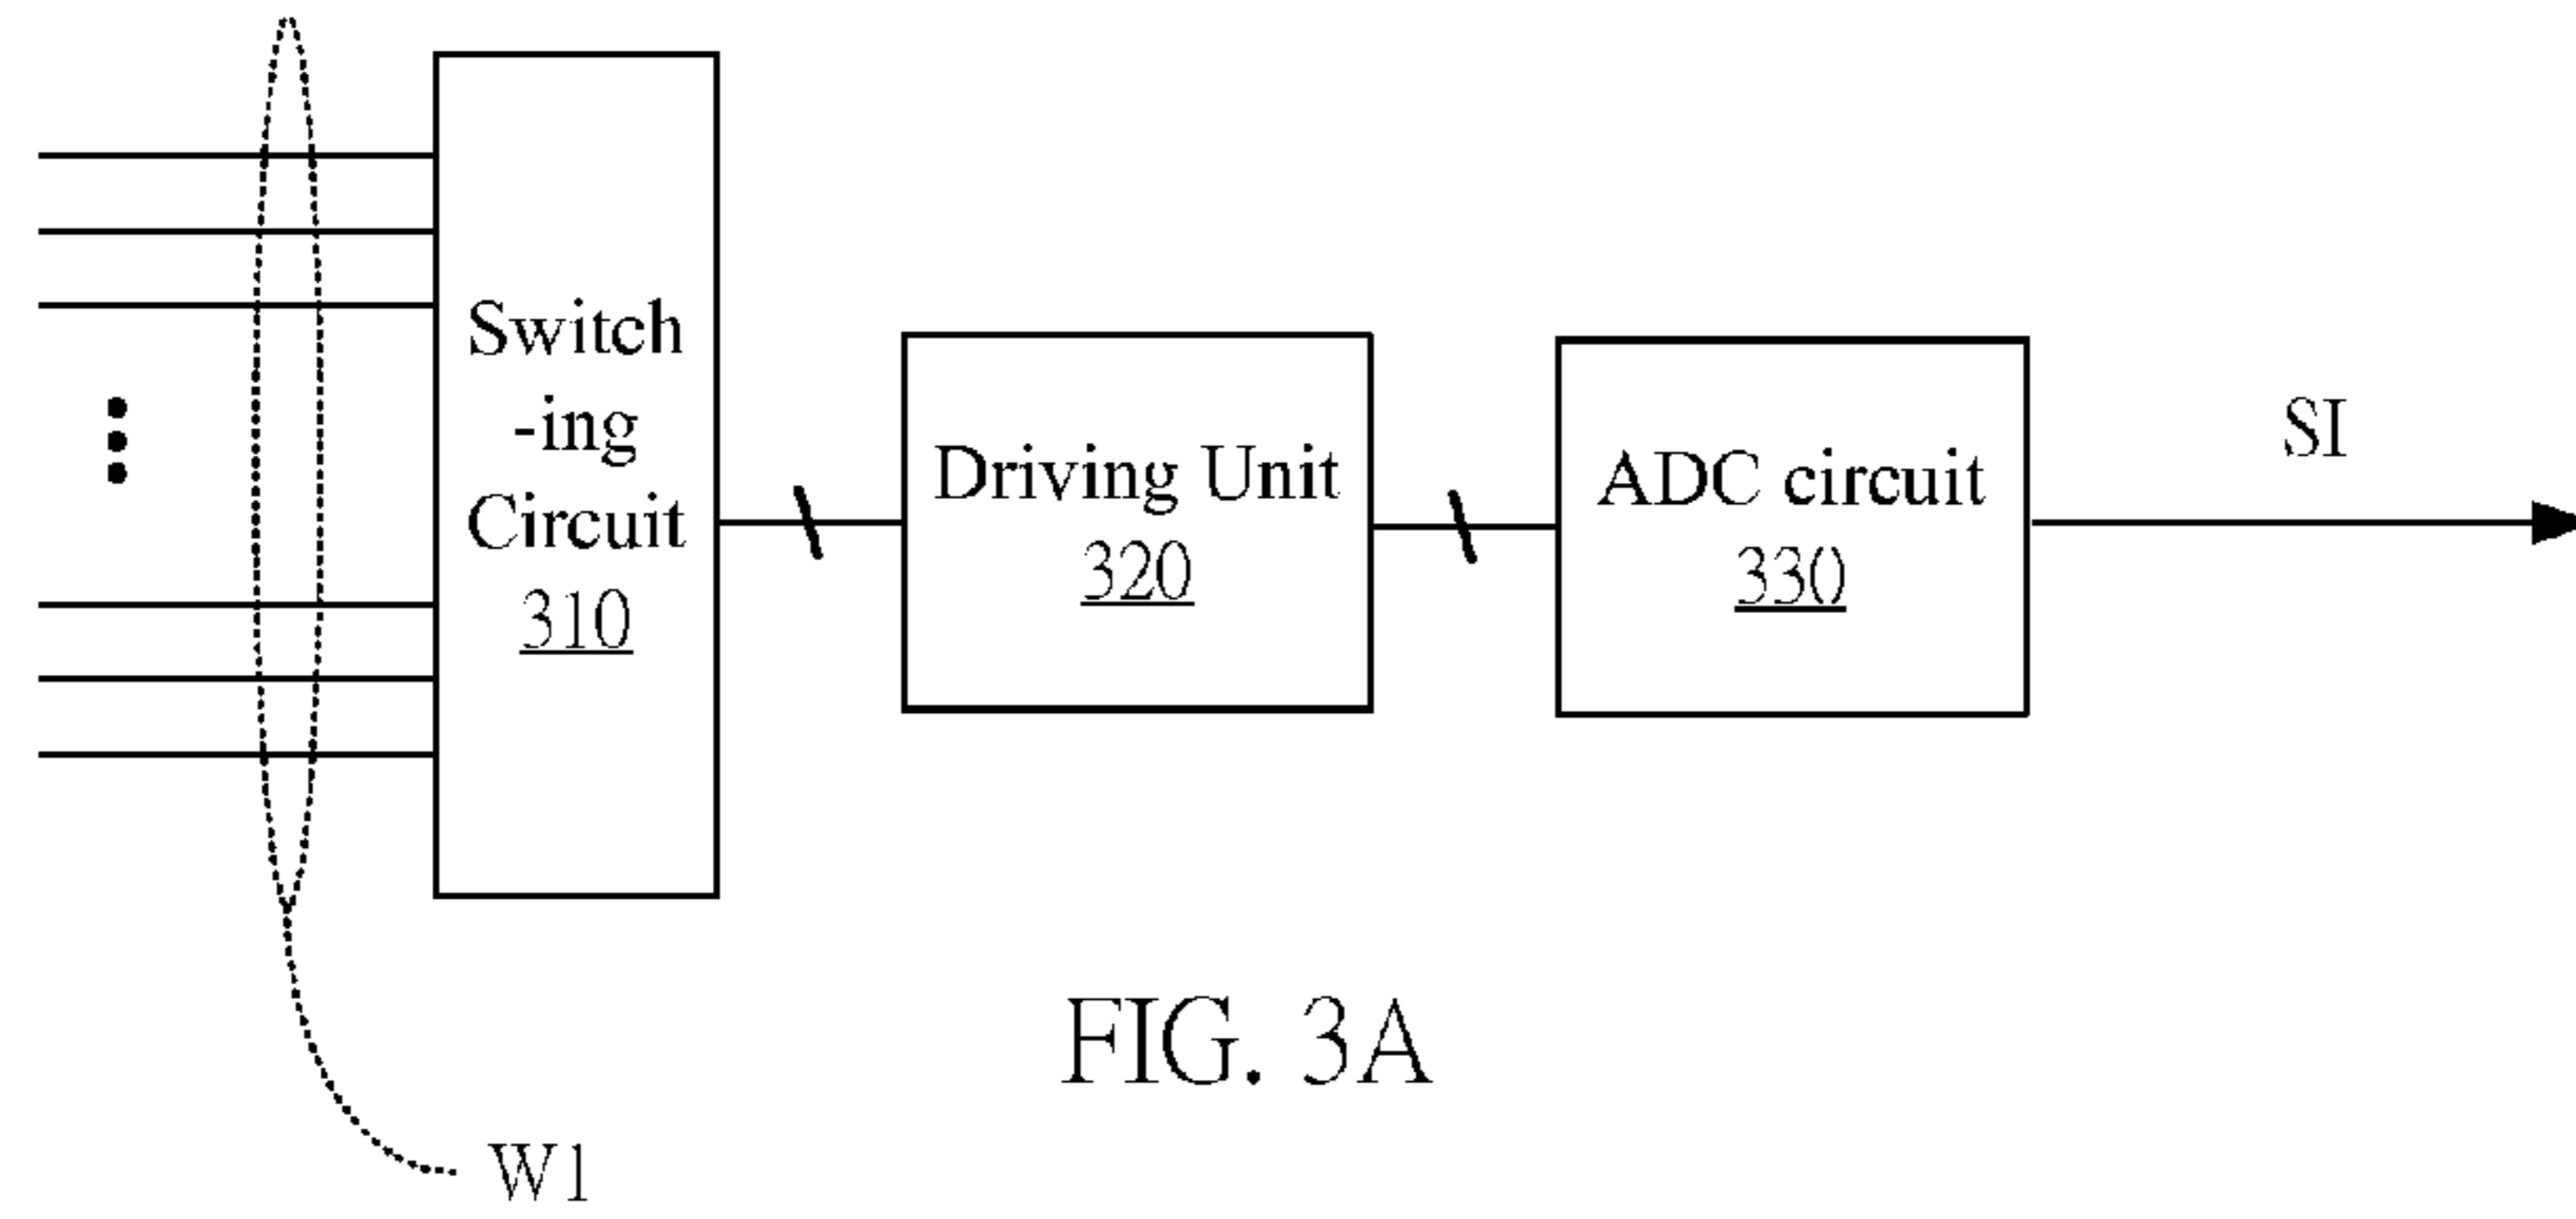 Switch
-ing
Circuit
310
Driving Unit
320
ADC circuit
330
SI
FIG. 3A
W1